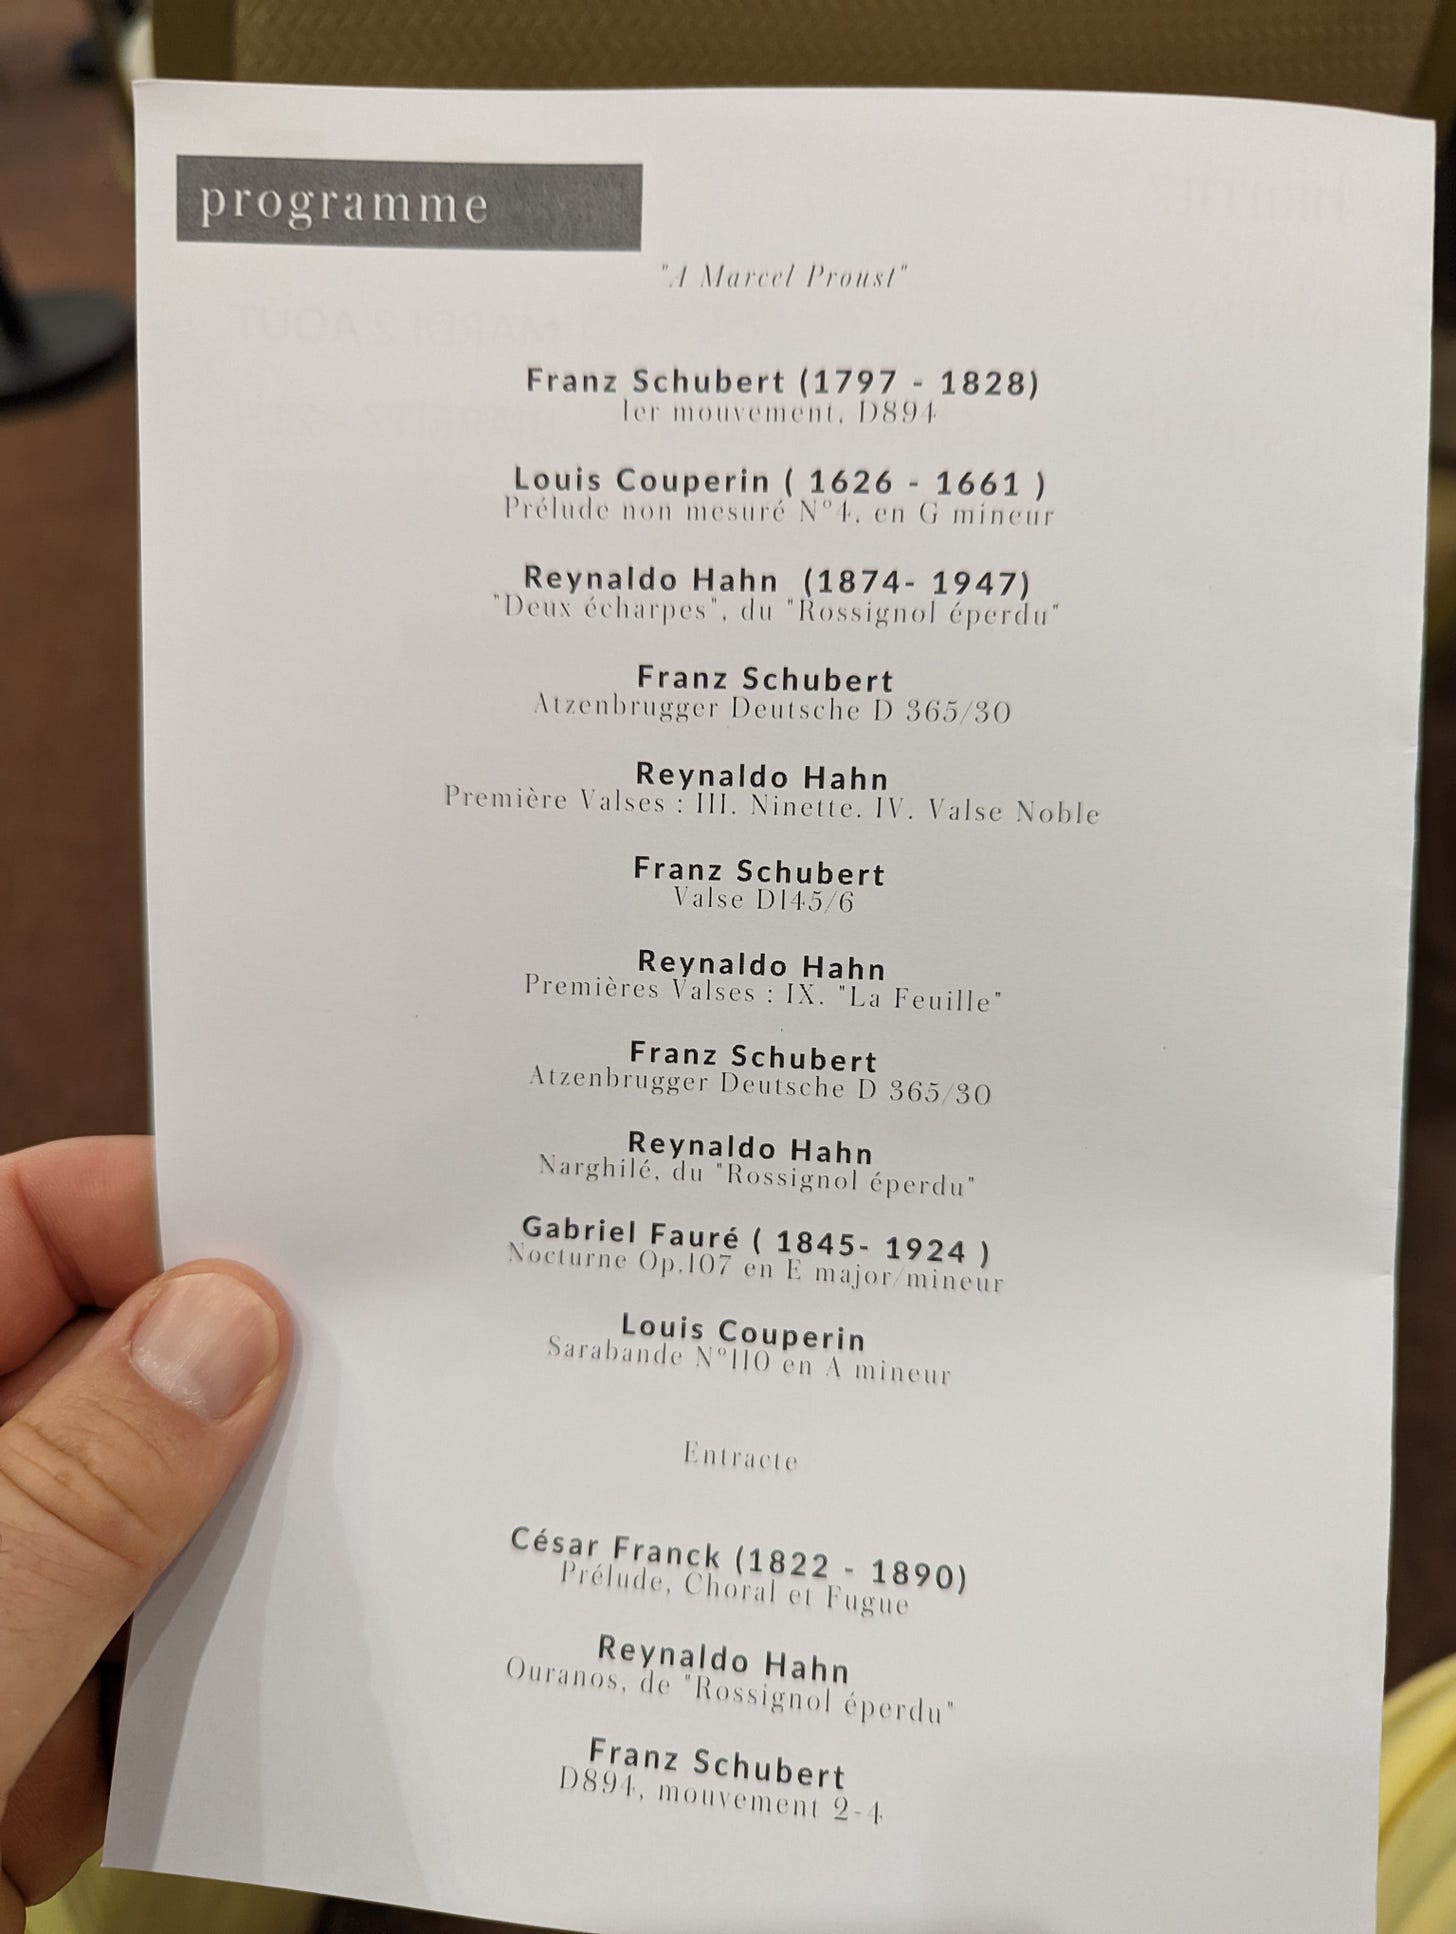 programme
"A Marcel Proust"
Franz Schubert (1797 - 1828)
1er mouvement, D894
Louis Couperin ( 1626 - 1661 )
Prélude non mesuré N°4, en G mineur
Reynaldo Hahn (1874- 1947)
"Deux écharpes", du "Rossignol éperdu"
Franz Schubert
Atzenbrugger Deutsche D 365/30
Reynaldo Hahn
Première Valses : III. Ninette. IV. Valse Noble
Franz Schubert
Valse D145/6
Reynaldo Hahn
Premières Valses : IX. "La Feuille"
Franz Schubert
Atzenbrugger Deutsche D 365/30
Reynaldo Hahn
Narghilé, du "Rossignol éperdu"
Gabriel Fauré ( 1845- 1924 )
Nocturne Op.107 en E major/mineur
Louis Couperin
Sarabande N°110 en A mineur
Entracte
César Franck (1822 - 1890)
Prélude, Choral et Fugue
Reynaldo Hahn
Ouranos, de "Rossignol éperdu"
Franz Schubert
D894, mouvement 2-4